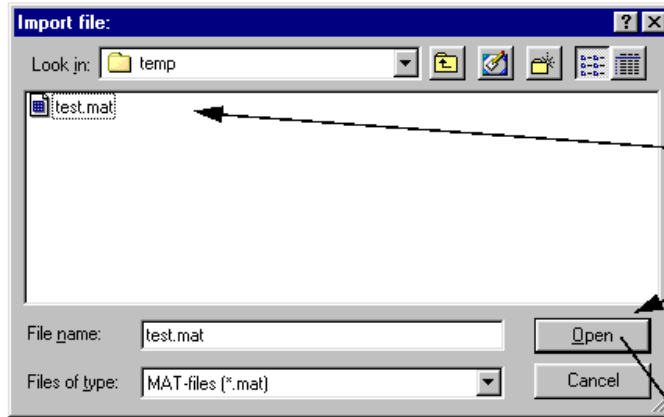 Import file:
Look in: temp
test.mat
File name: test.mat
Open
Files of type: MAT-files (*.mat)
Cancel